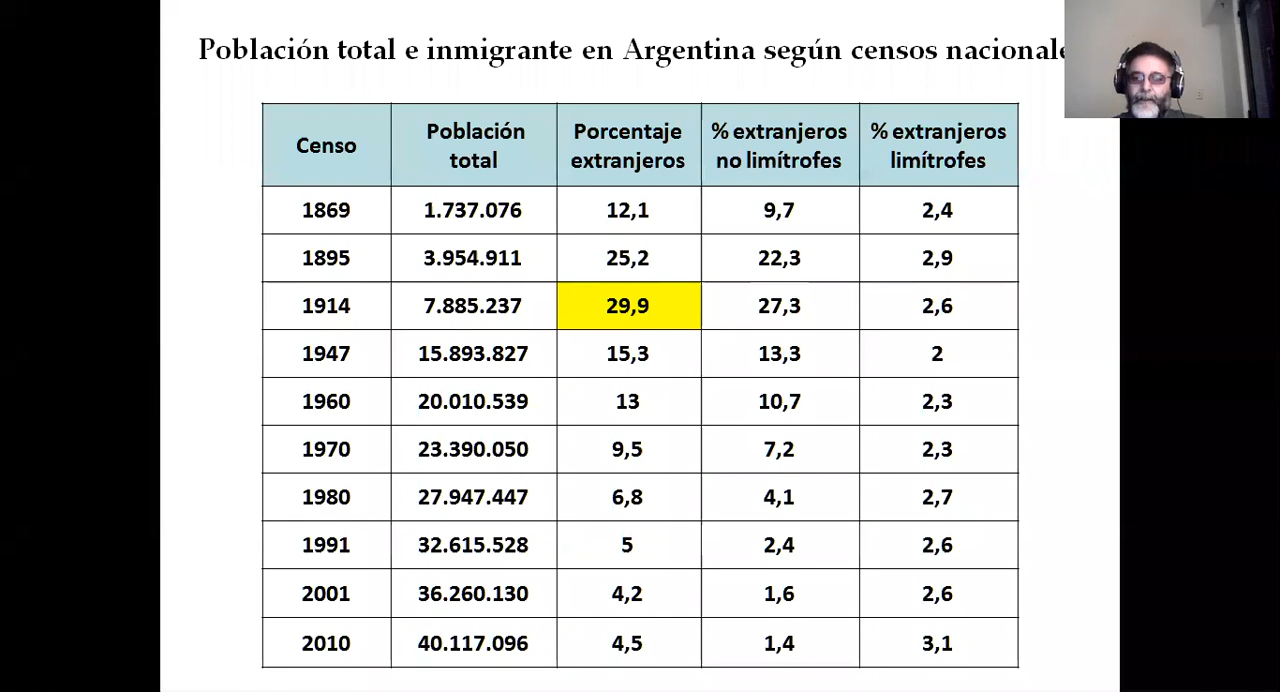 Población total e inmigrante en Argentina según censos nacionale
Censo Población total Porcentaje extranjeros % extranjeros no limítrofes % extranjeros limítrofes
1869 1.737.076 12,1 9,7 2,4
1895 3.954.911 25,2 22,3 2,9
1914 7.885.237 29,9 27,3 2,6
1947 15.893.827 15,3 13,3 2
1960 20.010.539 13 10,7 2,3
1970 23.390.050 9,5 7,2 2,3
1980 27.947.447 6,8 4,1 2,7
1991 32.615.528 5 2,4 2,6
2001 36.260.130 4,2 1,6 2,6
2010 40.117.096 4,5 1,4 3,1